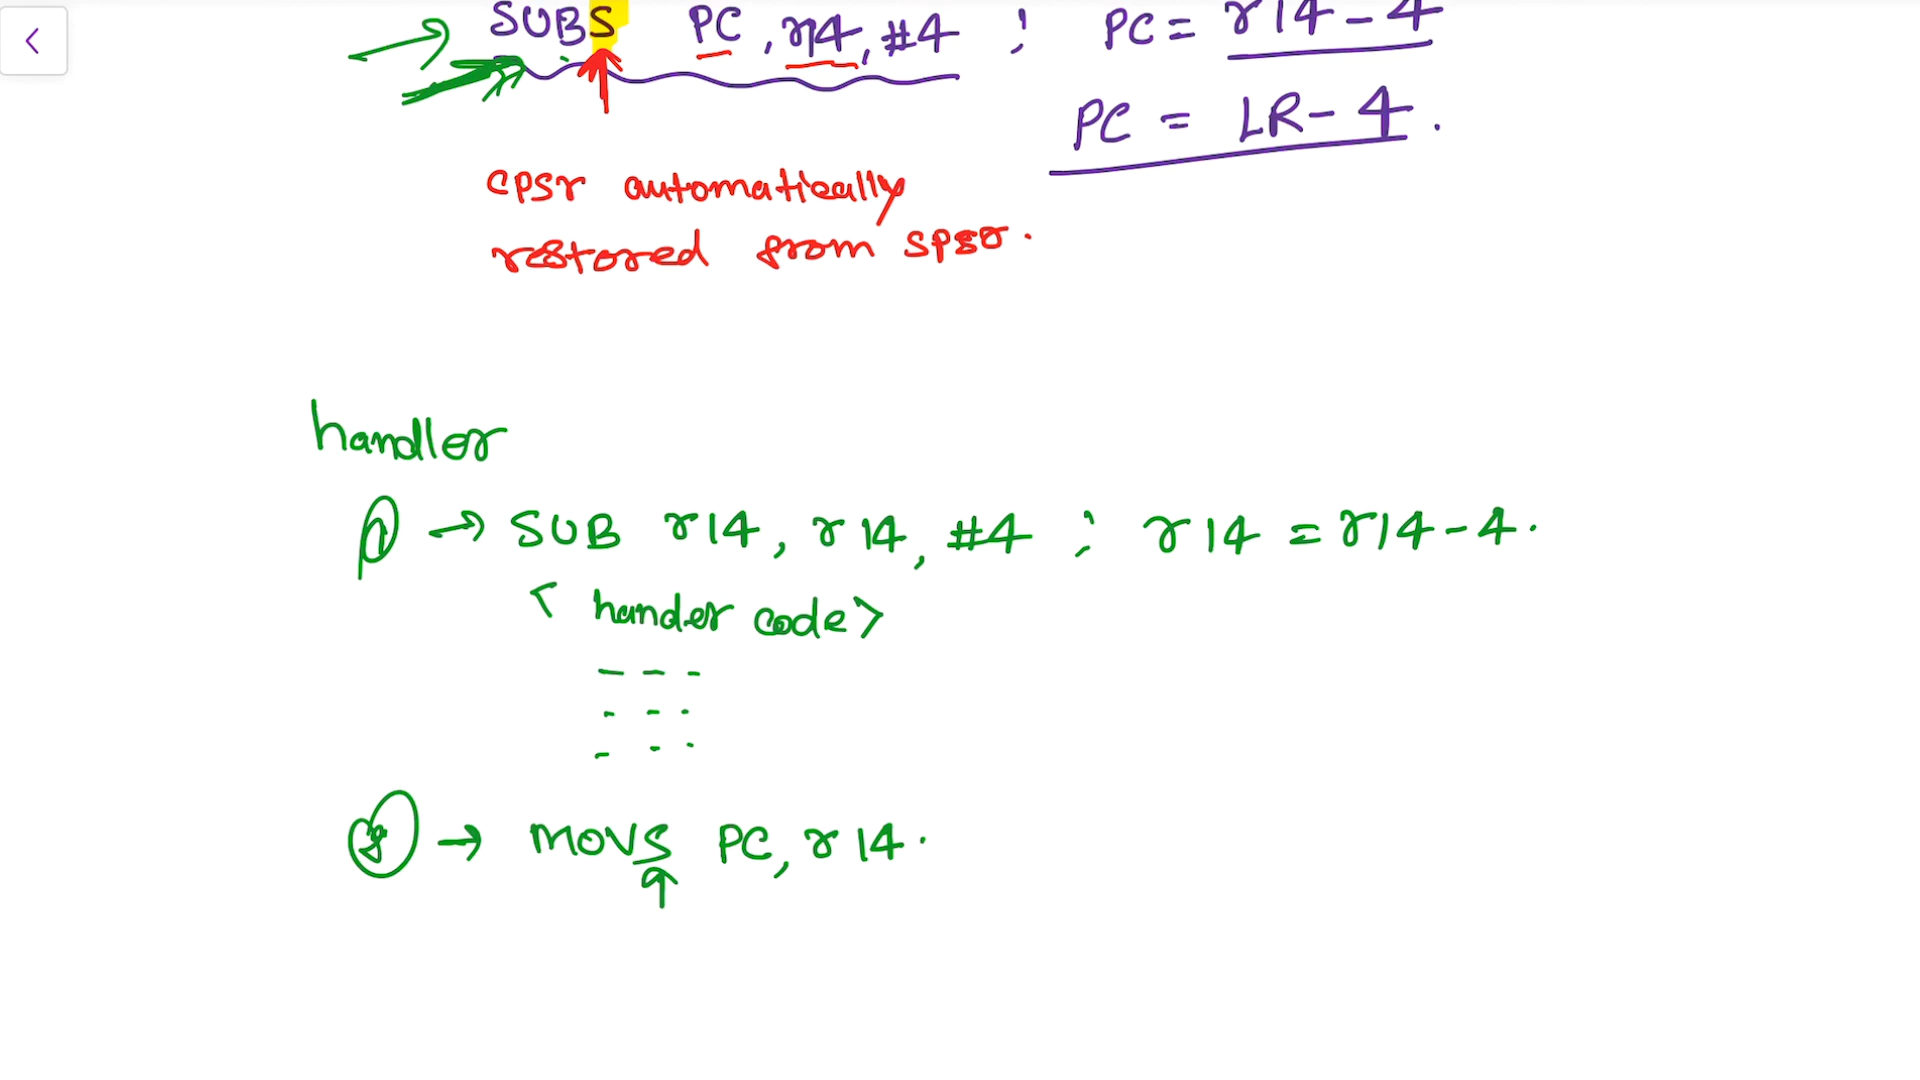 SUBS PC, r14, #4 ; PC = r14 - 4
PC = LR - 4.
cpsr automatically
restored from spsr.
handler
① → SUB r14, r14, #4 ; r14 = r14 - 4.
< hander code>
- - -
- - -
- - -
→ MOVS PC, r14.